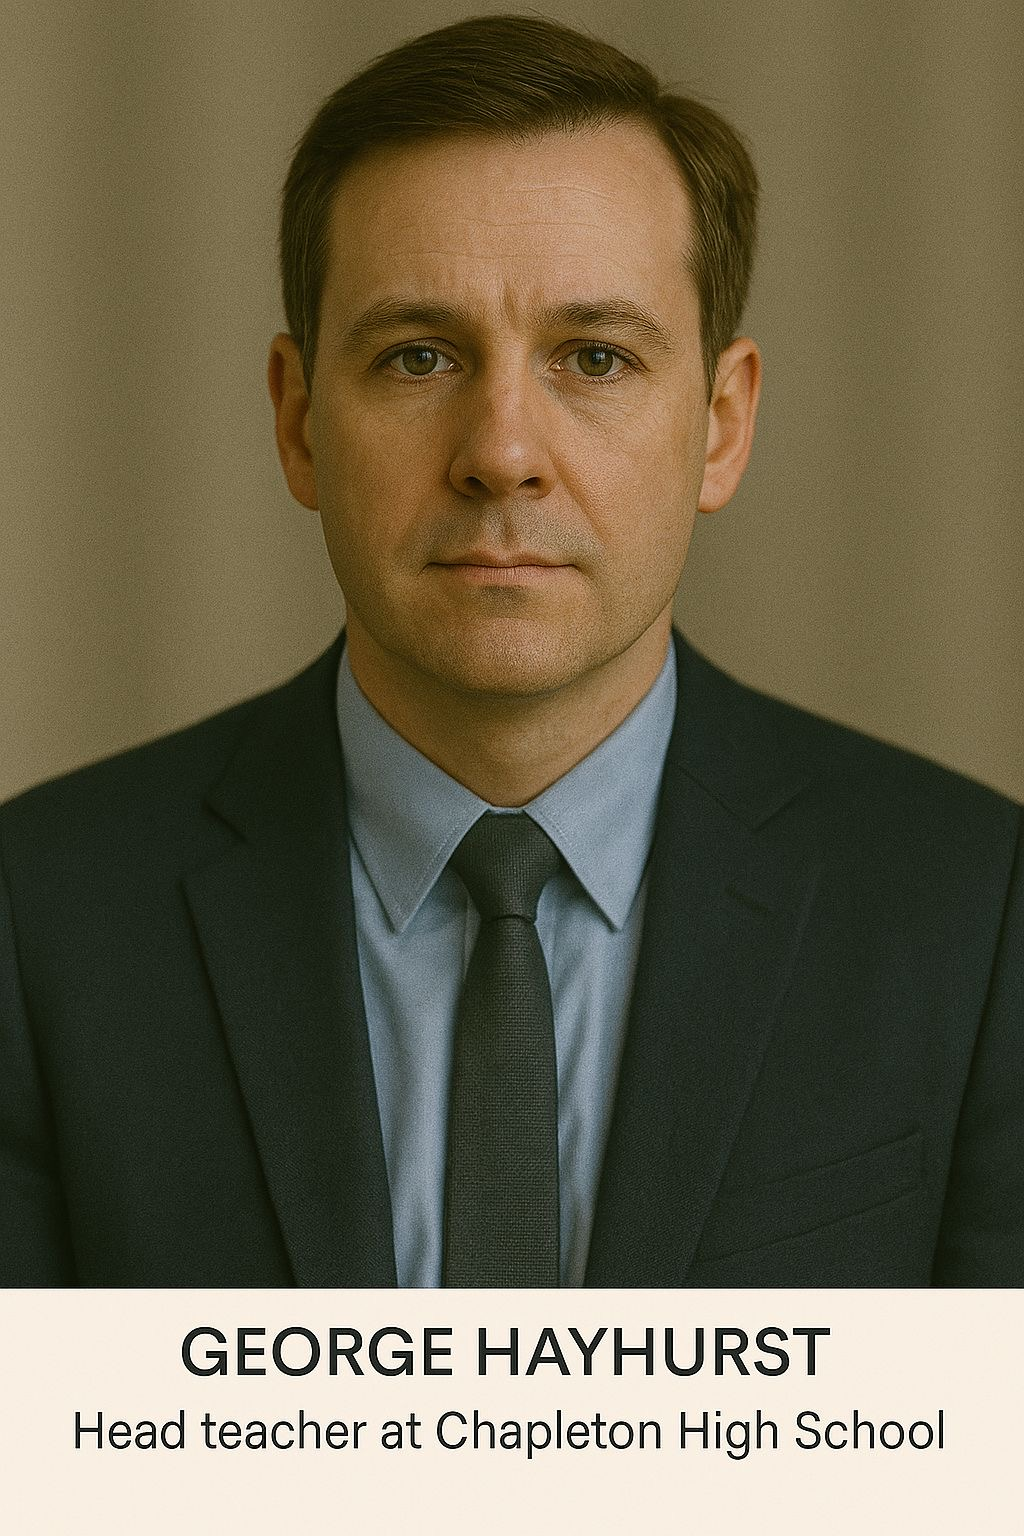 GEORGE HAYHURST
Head teacher at Chapleton High School